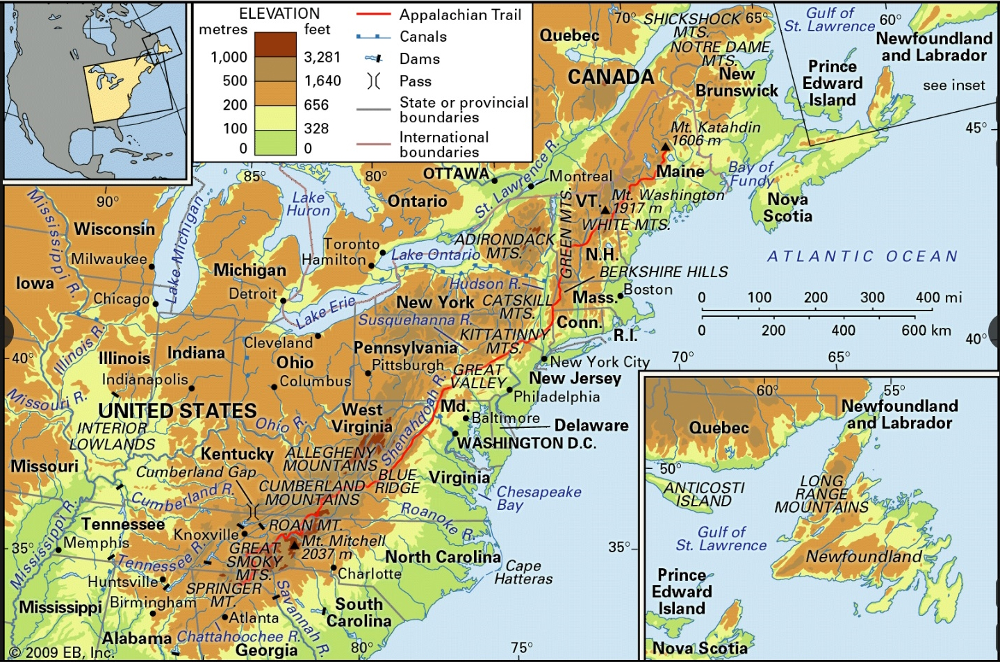 ELEVATION
metres
feet
1,000
3,281
500
1,640
200
656
100
328
0
0
Appalachian Trail
Canals
Dams
Pass
State or provincial
boundaries
International
boundaries
70°
SHICKSHOCK
MTS.
65°
Gulf of
St. Lawrence
60°
Quebec
NOTRE DAME
MTS.
Newfoundland
and Labrador
CANADA
New
Brunswick
Prince
Edward
Island
see inset
45°
Mt. Katahdin
1606 m
85°
80°
OTTAWA
St. Lawrence R.
Montreal
Maine
Bay of
Fundy
90°
Mississippi R.
Lake
Huron
Ontario
VT.
Mt. Washington
1917 m
Nova
Scotia
Wisconsin
Lake Michigan
WHITE MTS.
GREEN MTS.
ADIRONDACK
MTS.
Toronto
Hamilton
Lake Ontario
N.H.
ATLANTIC OCEAN
Milwaukee
Michigan
BERKSHIRE HILLS
Iowa
Hudson R.
Boston
Chicago
Detroit
Lake Erie
New York
CATSKILL
MTS.
Mass.
0 100 200 300 400 mi
0 200 400 600 km
Susquehanna R.
Conn.
KITTATINNY
MTS.
R.I.
40°
Illinois R.
Cleveland
Pennsylvania
40°
Illinois
Indiana
Ohio
Pittsburgh
New York City
70°
65°
GREAT
VALLEY
New Jersey
Indianapolis
Columbus
Philadelphia
Missouri R.
UNITED STATES
West
Virginia
Shenandoah R.
Md.
Baltimore
Delaware
INTERIOR
LOWLANDS
Ohio R.
WASHINGTON D.C.
Kentucky
ALLEGHENY
MOUNTAINS
Missouri
Cumberland Gap
BLUE
RIDGE
Virginia
CUMBERLAND
MOUNTAINS
Chesapeake
Bay
Cumberland R.
Roanoke R.
Mississippi R.
Tennessee
ROAN MT.
Knoxville
Memphis
35°
Mt. Mitchell
2037 m
35°
GREAT
SMOKY
MTS.
Tennessee R.
North Carolina
Cape
Hatteras
Charlotte
Huntsville
SPRINGER
MT.
Birmingham
Mississippi
South
Carolina
Atlanta
Savannah R.
Alabama
Chattahoochee R.
Georgia
80°
75°
© 2009 EB, Inc.
60°
55°
Newfoundland
and Labrador
Quebec
50°
ANTICOSTI
ISLAND
LONG
RANGE
MOUNTAINS
Gulf of
St. Lawrence
Newfoundland
Prince
Edward
Island
Nova Scotia